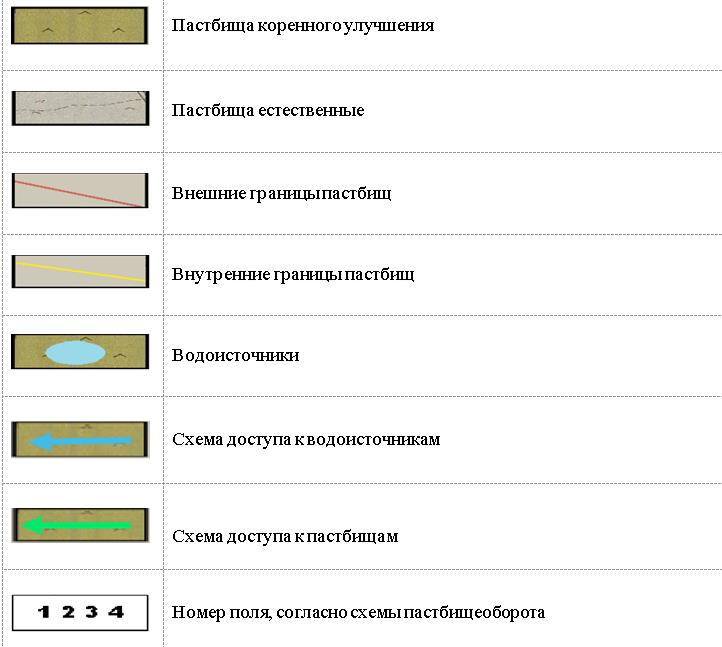 Пастбища коренного улучшения
Пастбища естественные
Внешние границы пастбищ
Внутренние границы пастбищ
Водоисточники
Схема доступа к водоисточникам
Схема доступа к пастбищам
1 2 3 4 Номер поля, согласно схемы пастбищеоборота